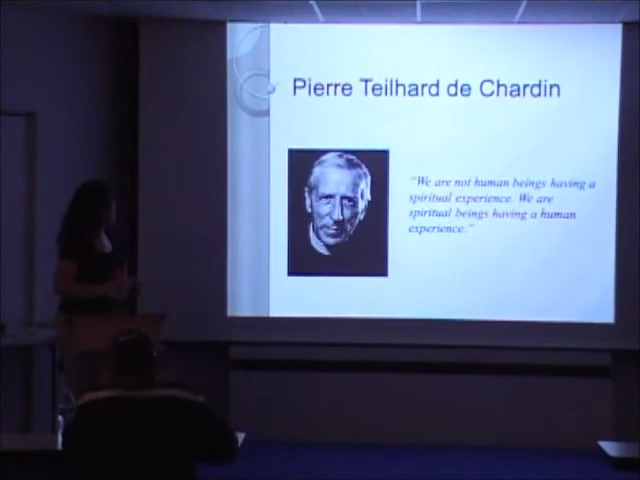 Pierre Teilhard de Chardin
"We are not human beings having a
spiritual experience. We are
spiritual beings having a human
experience."